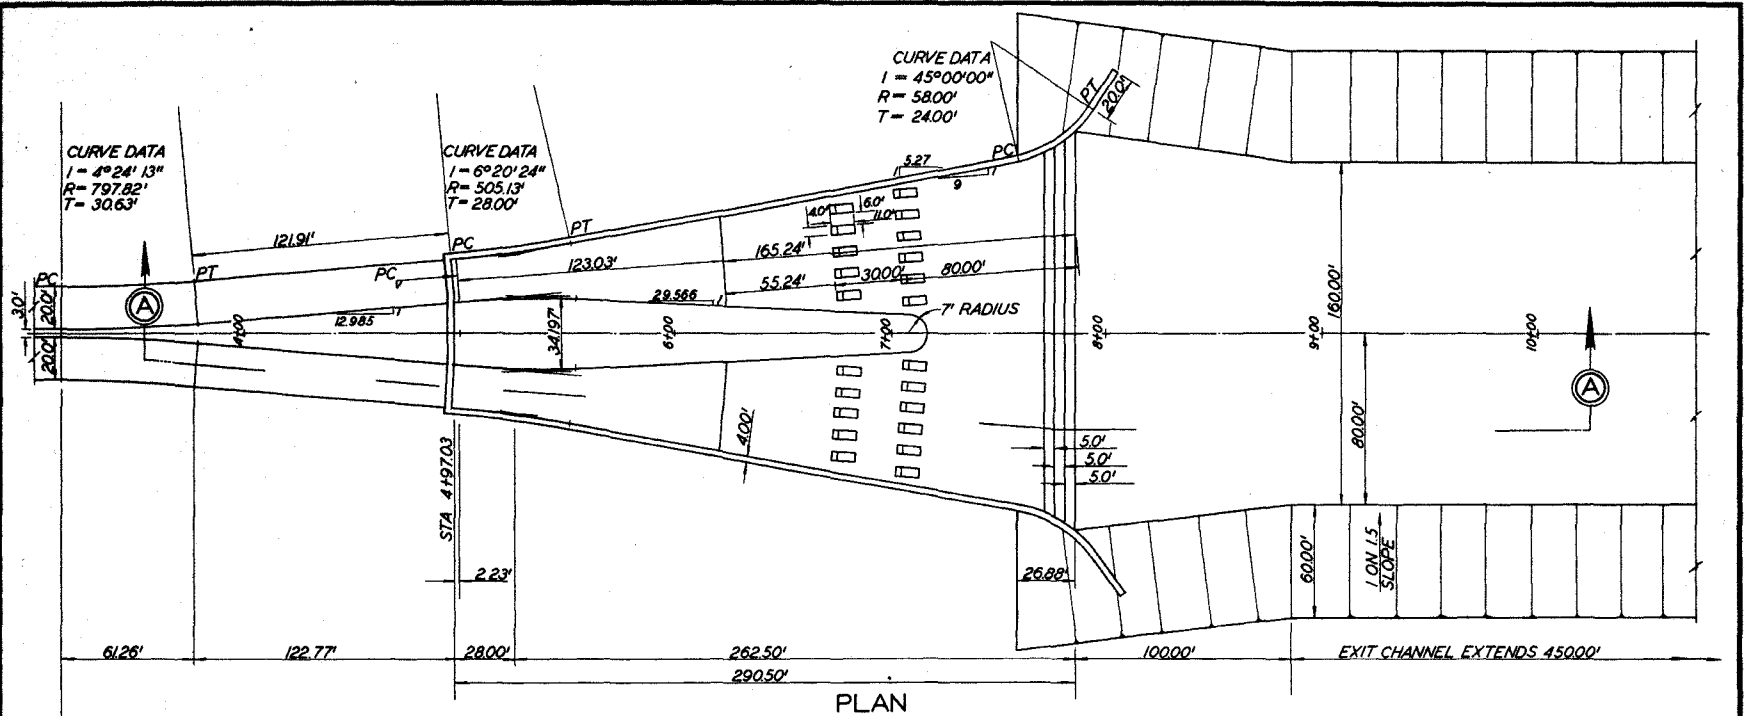 CURVE DATA
I = 45°00'00"
R = 58.00'
T = 24.00'
PT
20.0'
CURVE DATA
I = 4°24'13"
R = 797.82'
T = 30.63'
CURVE DATA
I = 6°20'24"
R = 505.13'
T = 28.00'
PC
5.27
9
4.0'
6.0'
11.0'
PT
121.91'
PC
165.24'
123.03'
PC
PT
PC
55.24'
30.00'
80.00'
3.0'
20.0'
20.0'
A
12.985
29.566
34.197'
7' RADIUS
4+00
6+00
7+00
8+00
9+00
10+00
160.00'
80.00'
A
4.00'
5.0'
5.0'
5.0'
STA 4+97.03
2.23'
26.88'
60.00'
1 ON 1.5
SLOPE
61.26'
122.77'
28.00'
262.50'
100.00'
EXIT CHANNEL EXTENDS 450.00'
290.50'
PLAN